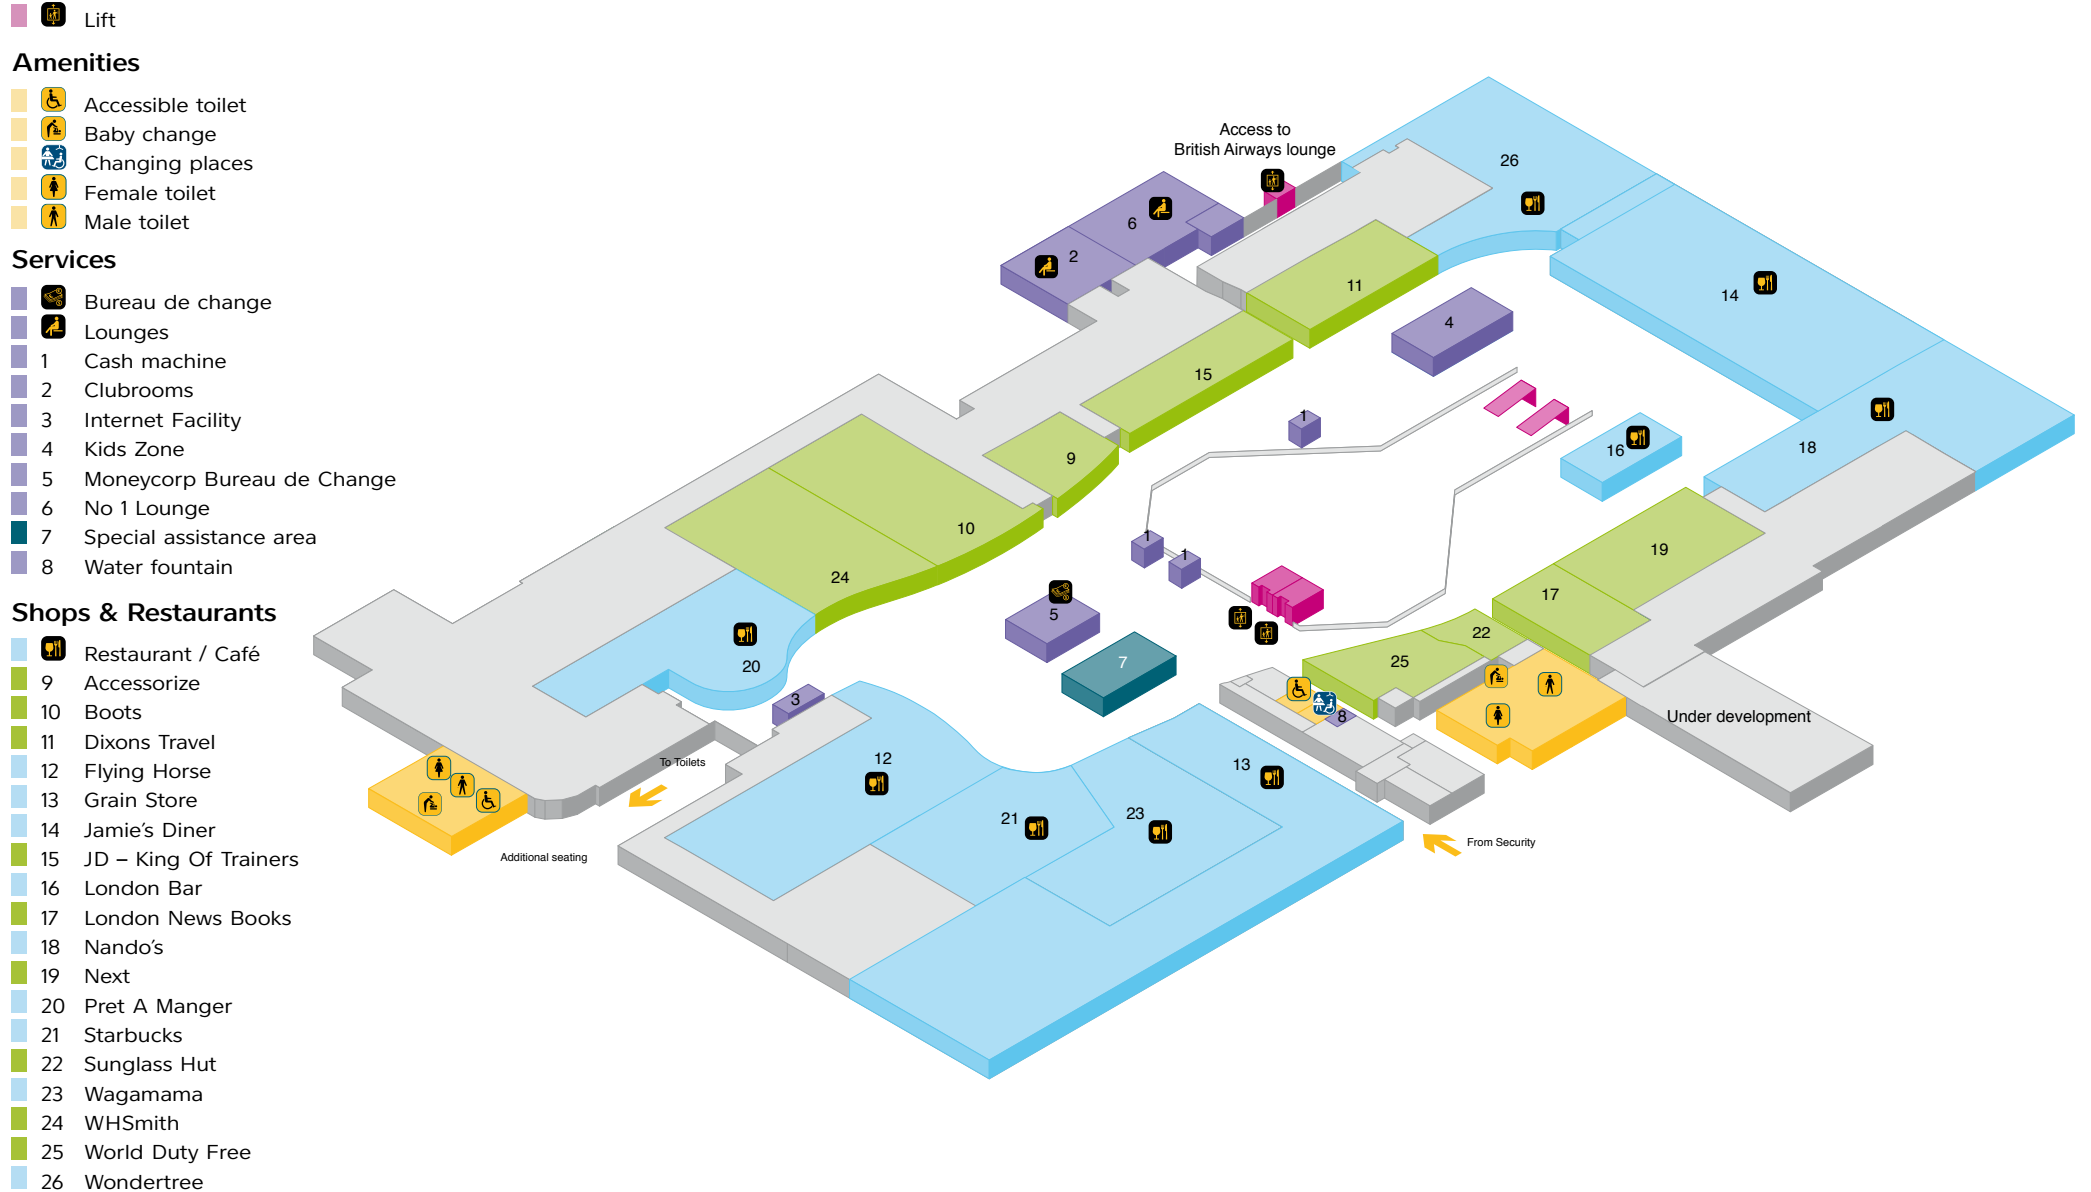 Lift
Amenities
Accessible toilet
Baby change
Changing places
Female toilet
Male toilet
Services
Bureau de change
Lounges
1 Cash machine
2 Clubrooms
3 Internet Facility
4 Kids Zone
5 Moneycorp Bureau de Change
6 No 1 Lounge
7 Special assistance area
8 Water fountain
Shops & Restaurants
Restaurant / Café
9 Accessorize
10 Boots
11 Dixons Travel
12 Flying Horse
13 Grain Store
14 Jamie's Diner
15 JD – King Of Trainers
16 London Bar
17 London News Books
18 Nando's
19 Next
20 Pret A Manger
21 Starbucks
22 Sunglass Hut
23 Wagamama
24 WHSmith
25 World Duty Free
26 Wondertree
Access to
British Airways lounge
26
6
2
11
14
4
15
1
18
16
9
10
1
1
19
24
17
5
22
7
25
20
3
8
Under development
To Toilets
12
13
21
23
From Security
Additional seating